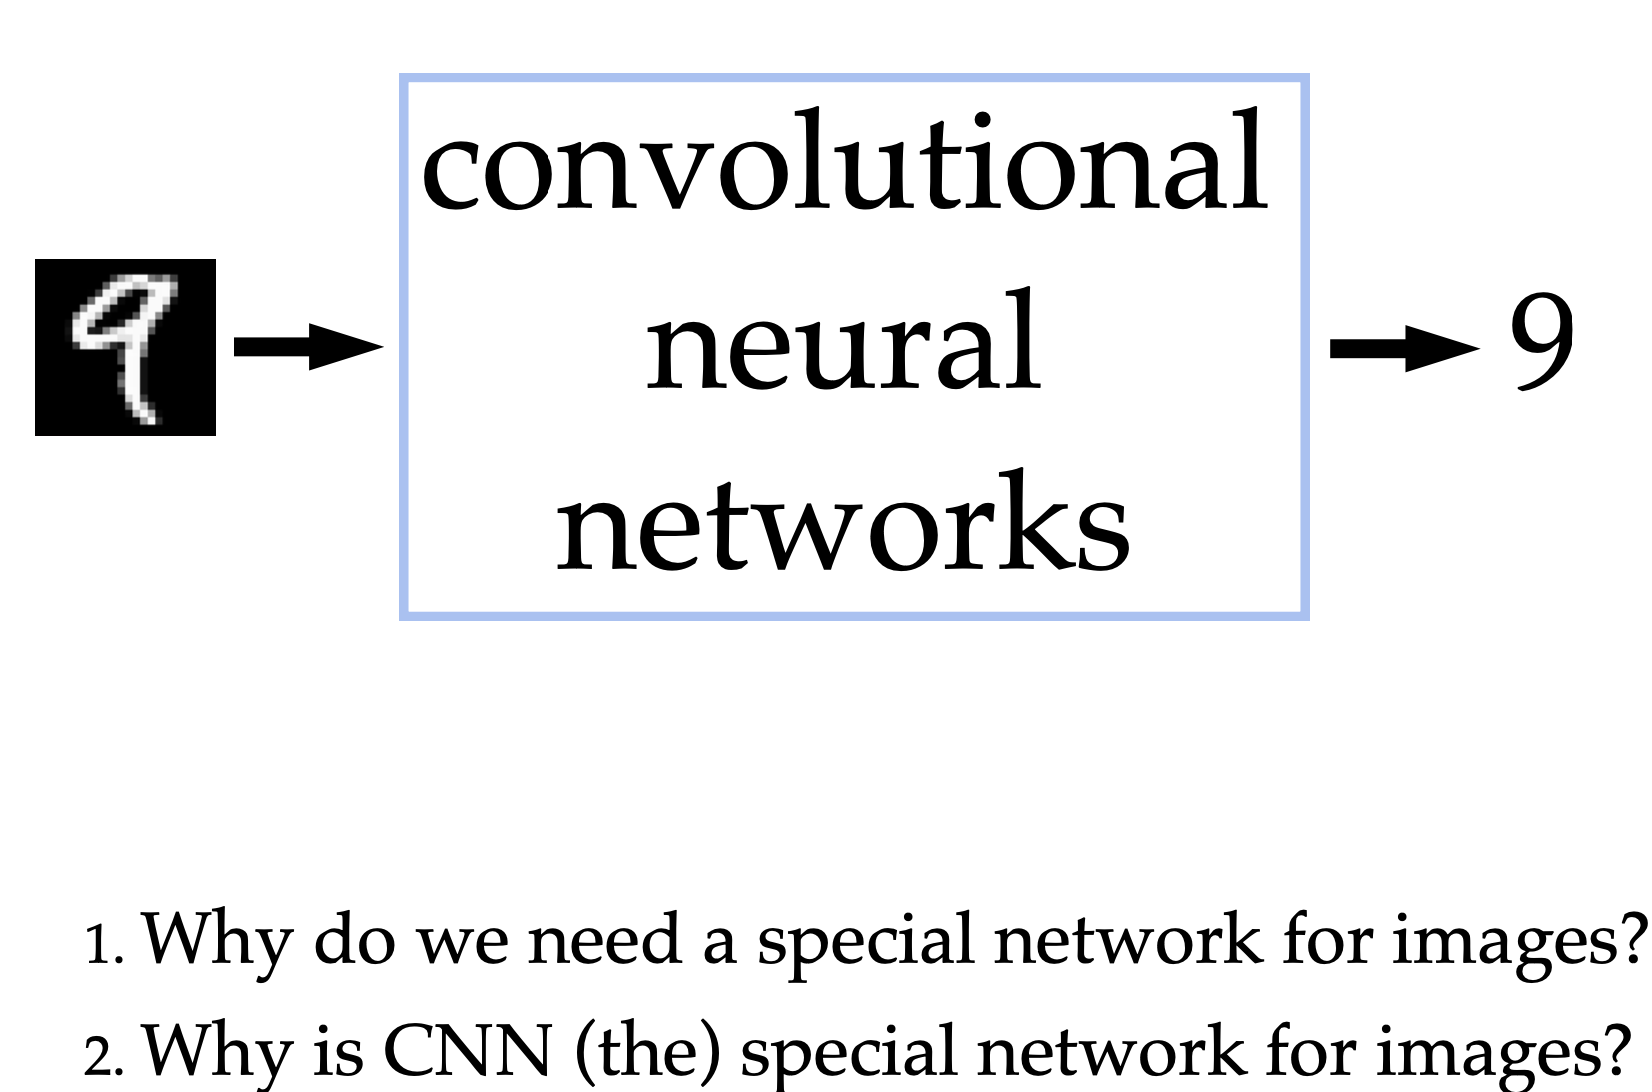 convolutional
neural
networks
9
9
1. Why do we need a special network for images?
2. Why is CNN (the) special network for images?